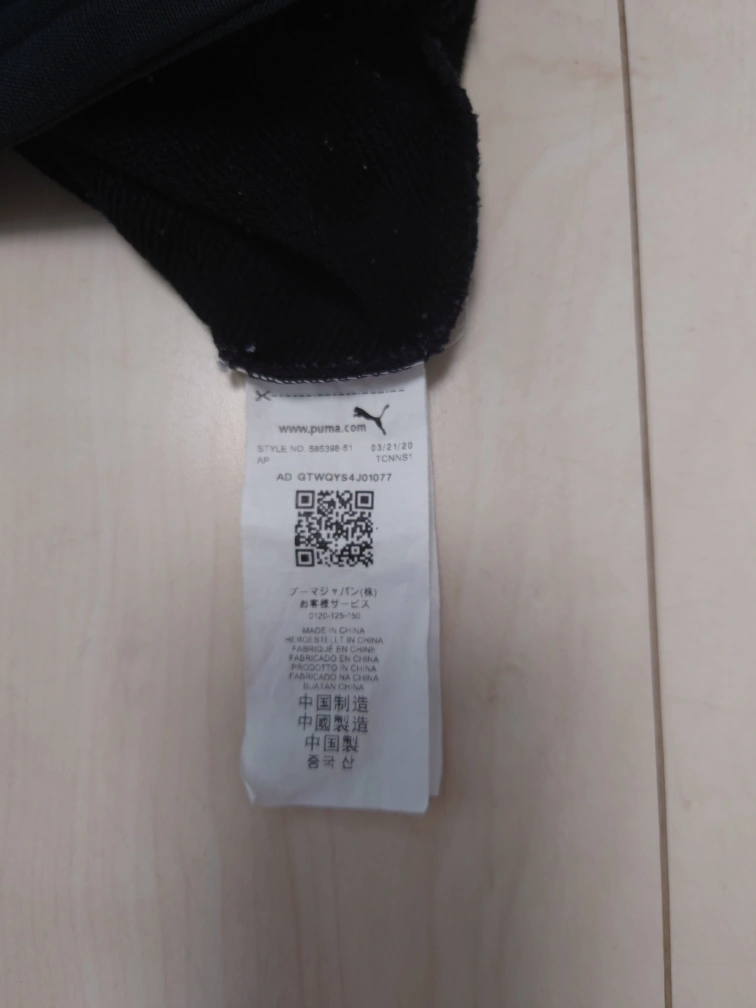 www.puma.com
STYLE NO. 585398-51 03/21/20
AP TCNNS1
AD GTWQYS4J01077
プーマジャパン(株)
お客様サービス
0120-125-150
MADE IN CHINA
HERGESTELLT IN CHINA
FABRIQUÉ EN CHINE
FABRICADO EN CHINA
PRODOTTO IN CHINA
FABRICADO NA CHINA
BUATAN CHINA
中国制造
中國製造
中国製
중국 산